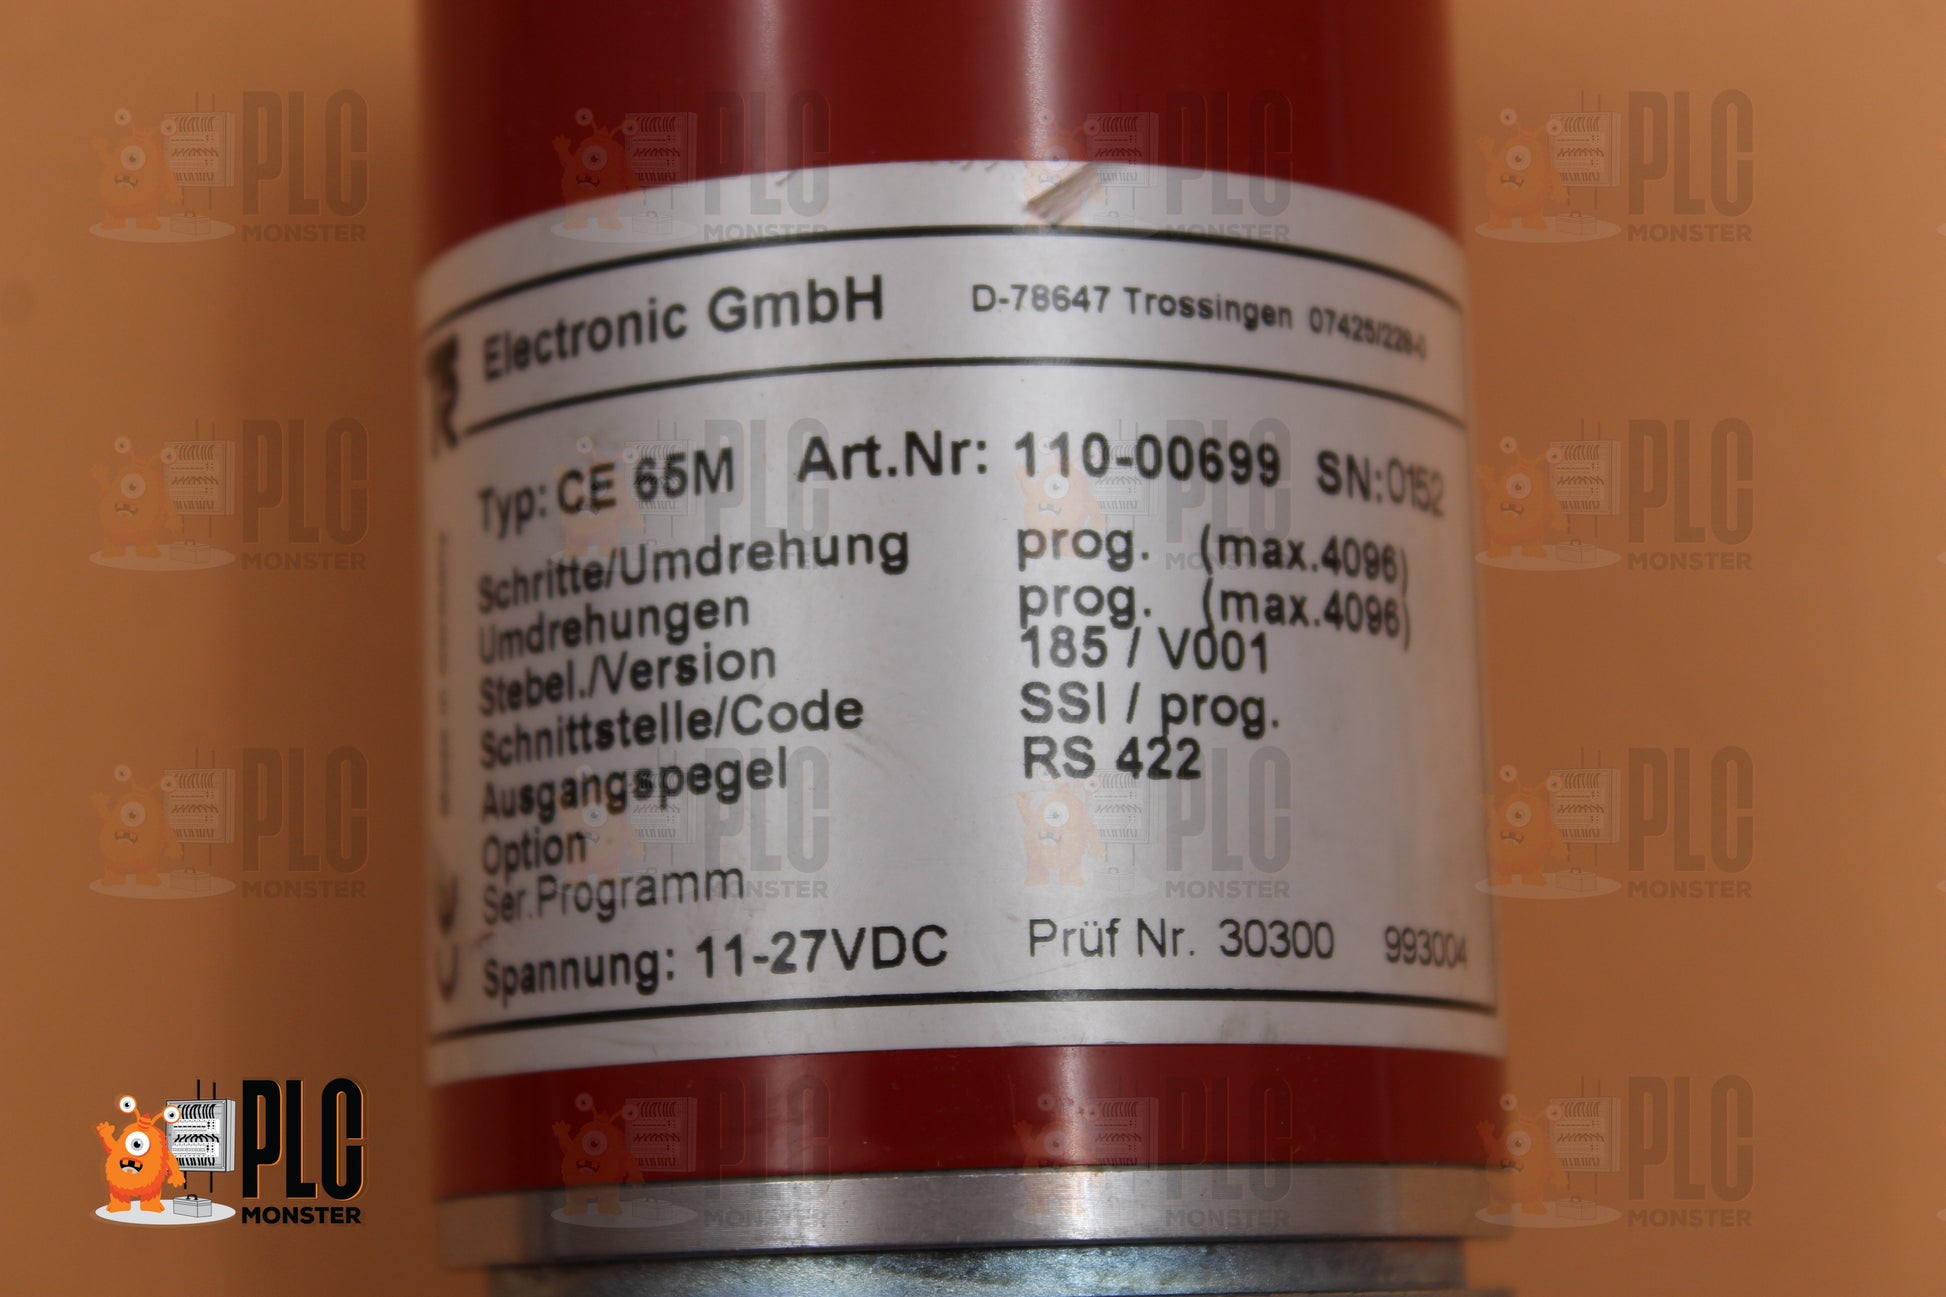 Electronic GmbH D-78647 Trossingen 07425/228-0
Typ: CE 65M Art.Nr: 110-00699 SN:0152
Schritte/Umdrehung prog. (max.4096)
Umdrehungen prog. (max.4096)
Stebel./Version 185 / V001
Schnittstelle/Code SSI / prog.
Ausgangspegel RS 422
Option
Ser.Programm
Spannung: 11-27VDC Prüf Nr. 30300 993004
PLC
MONSTER